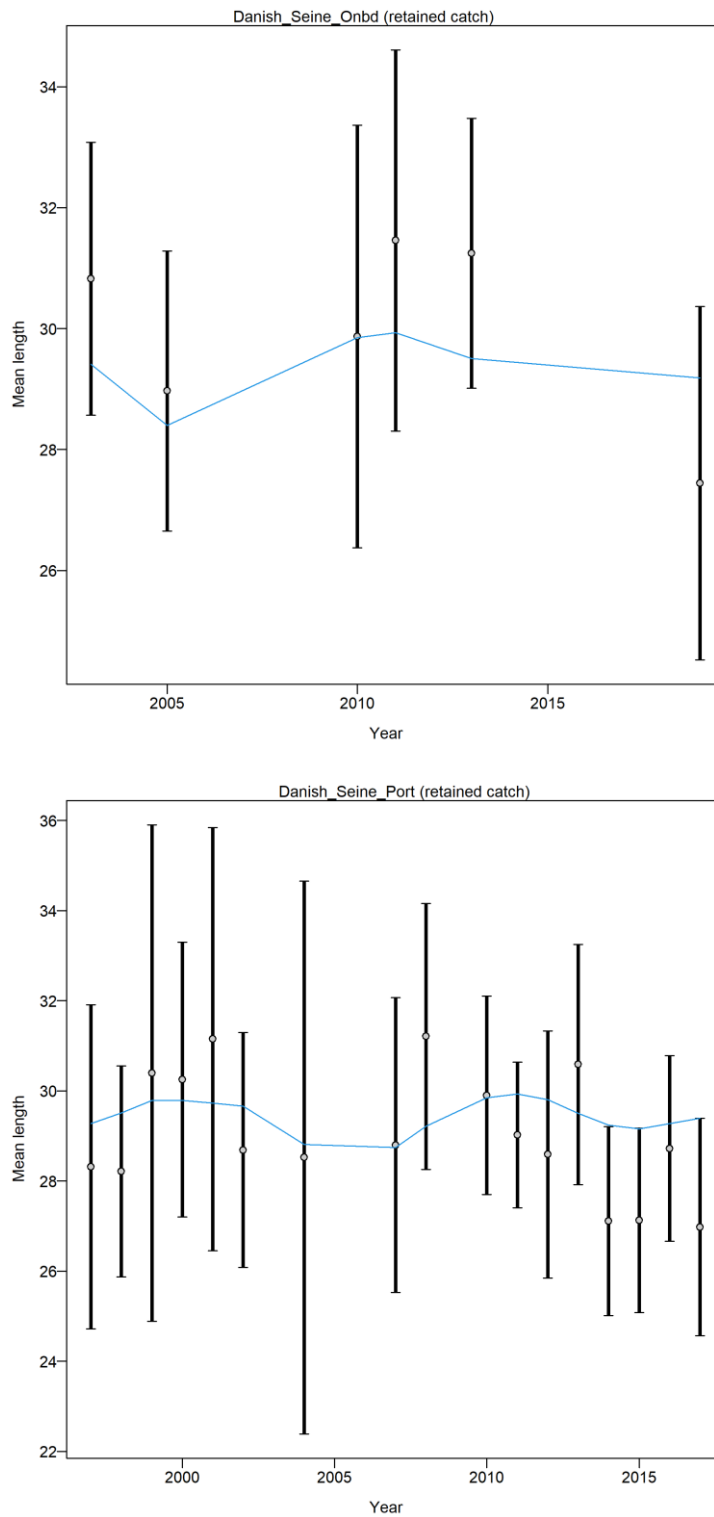 Danish_Seine_Onbd (retained catch)
34
32
30
28
26
Mean length
2005 2010 2015
Year
Danish_Seine_Port (retained catch)
36
34
32
30
28
26
24
22
Mean length
2000 2005 2010 2015
Year